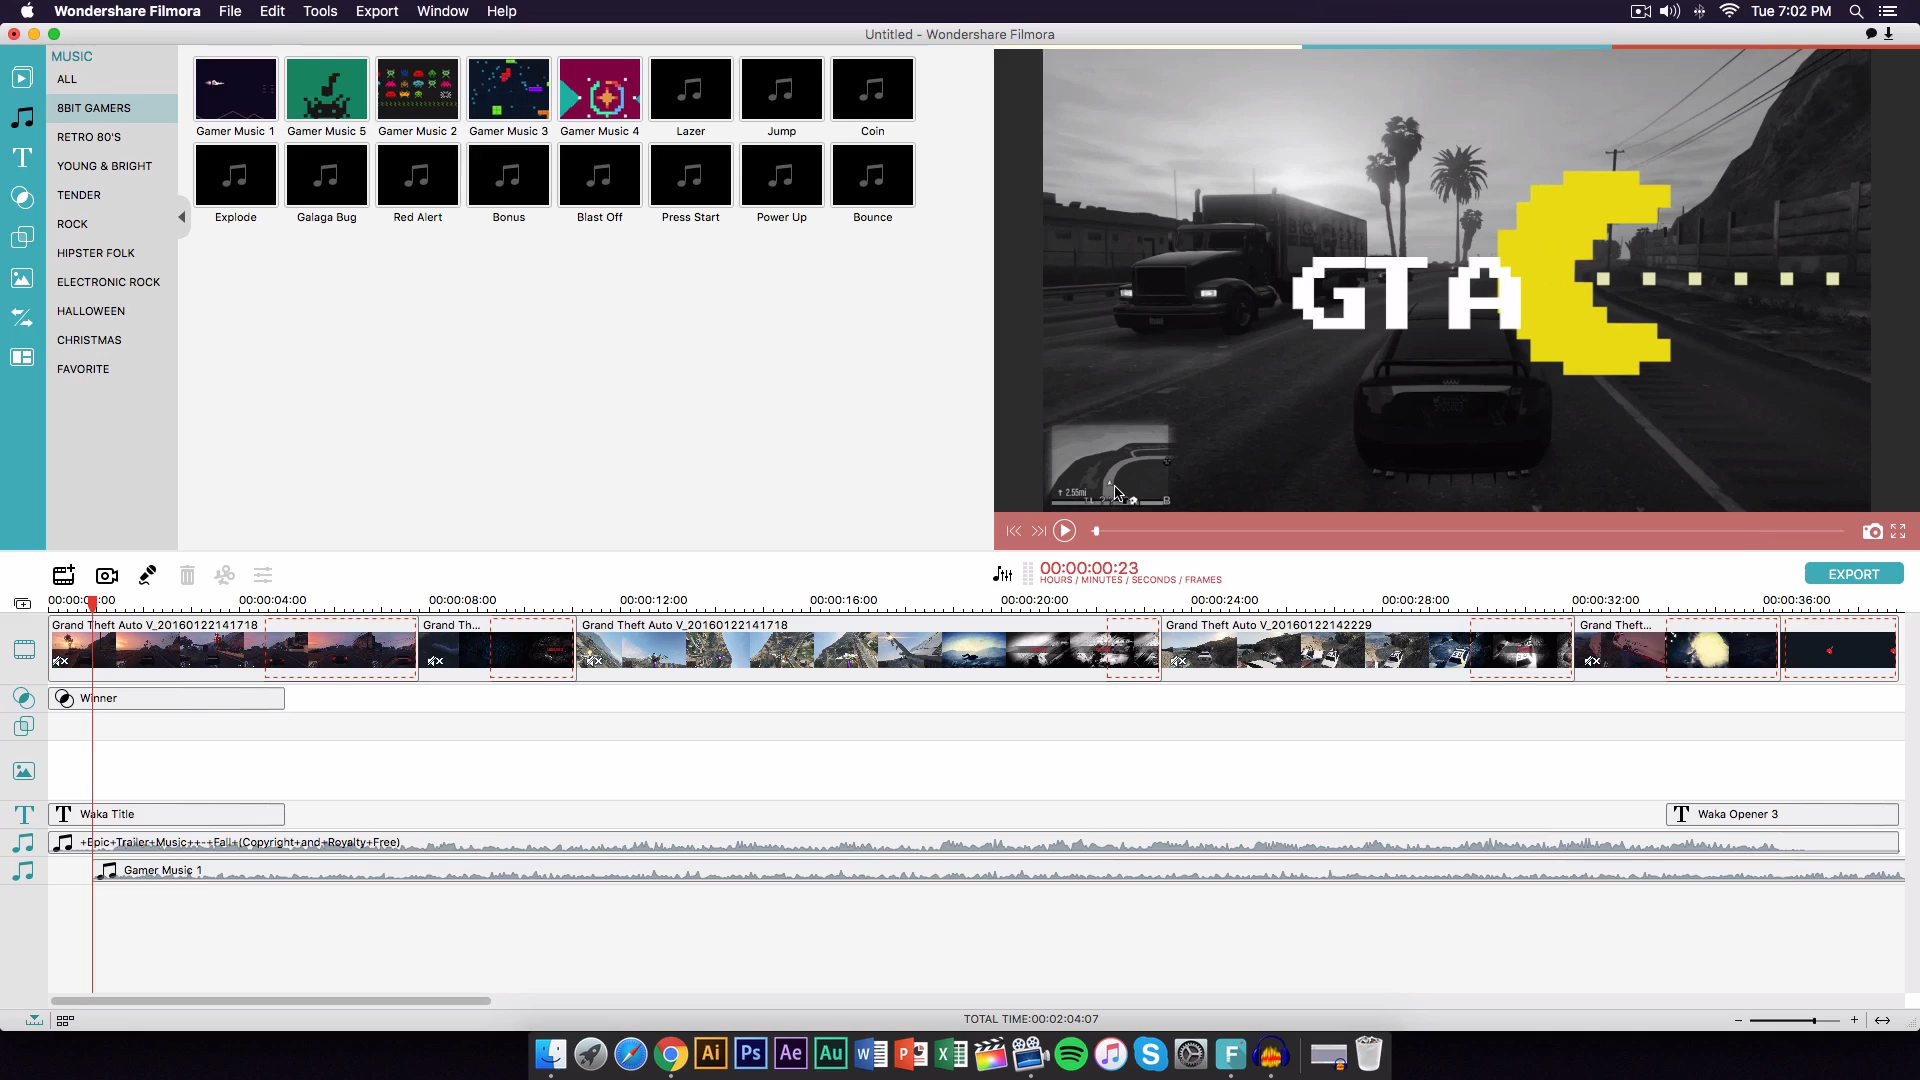 Wondershare Filmora File Edit Tools Export Window Help
Tue 7:02 PM
Untitled - Wondershare Filmora
MUSIC
ALL
8BIT GAMERS
RETRO 80'S
YOUNG & BRIGHT
TENDER
ROCK
HIPSTER FOLK
ELECTRONIC ROCK
HALLOWEEN
CHRISTMAS
FAVORITE
Gamer Music 1 Gamer Music 5 Gamer Music 2 Gamer Music 3 Gamer Music 4 Lazer Jump Coin
Explode Galaga Bug Red Alert Bonus Blast Off Press Start Power Up Bounce
GTA
2.55mi
00:00:00:23
HOURS / MINUTES / SECONDS / FRAMES
EXPORT
00:00:04:00 00:00:08:00 00:00:12:00 00:00:16:00 00:00:20:00 00:00:24:00 00:00:28:00 00:00:32:00 00:00:36:00
Grand Theft Auto V_20160122141718 Grand Th... Grand Theft Auto V_20160122141718 Grand Theft Auto V_20160122142229 Grand Theft...
Winner
Waka Title Waka Opener 3
+Epic+Trailer+Music++-+Fall+(Copyright+and+Royalty+Free)
Gamer Music 1
TOTAL TIME:00:02:04:07
Ai Ps Ae Au W P X S F